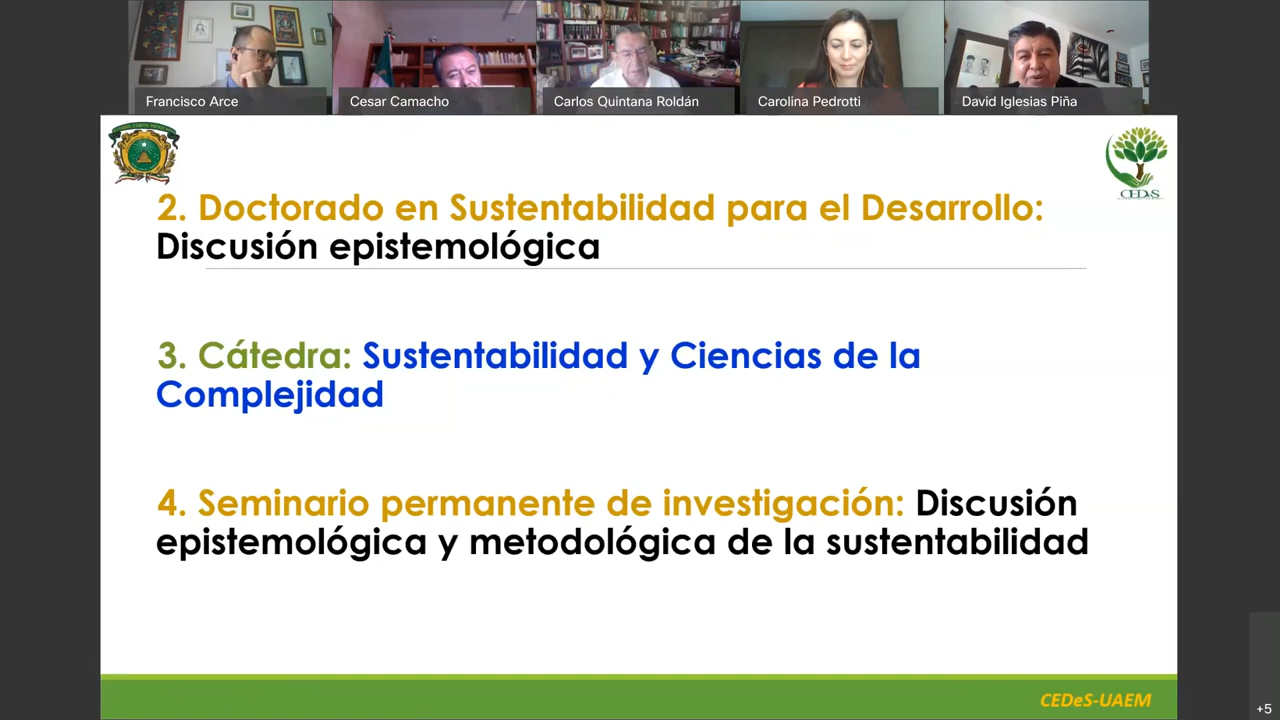 Francisco Arce
Cesar Camacho
Carlos Quintana Roldán
Carolina Pedrotti
David Iglesias Piña
CEDeS
2. Doctorado en Sustentabilidad para el Desarrollo:
Discusión epistemológica
3. Cátedra: Sustentabilidad y Ciencias de la
Complejidad
4. Seminario permanente de investigación: Discusión
epistemológica y metodológica de la sustentabilidad
CEDeS-UAEM
+5